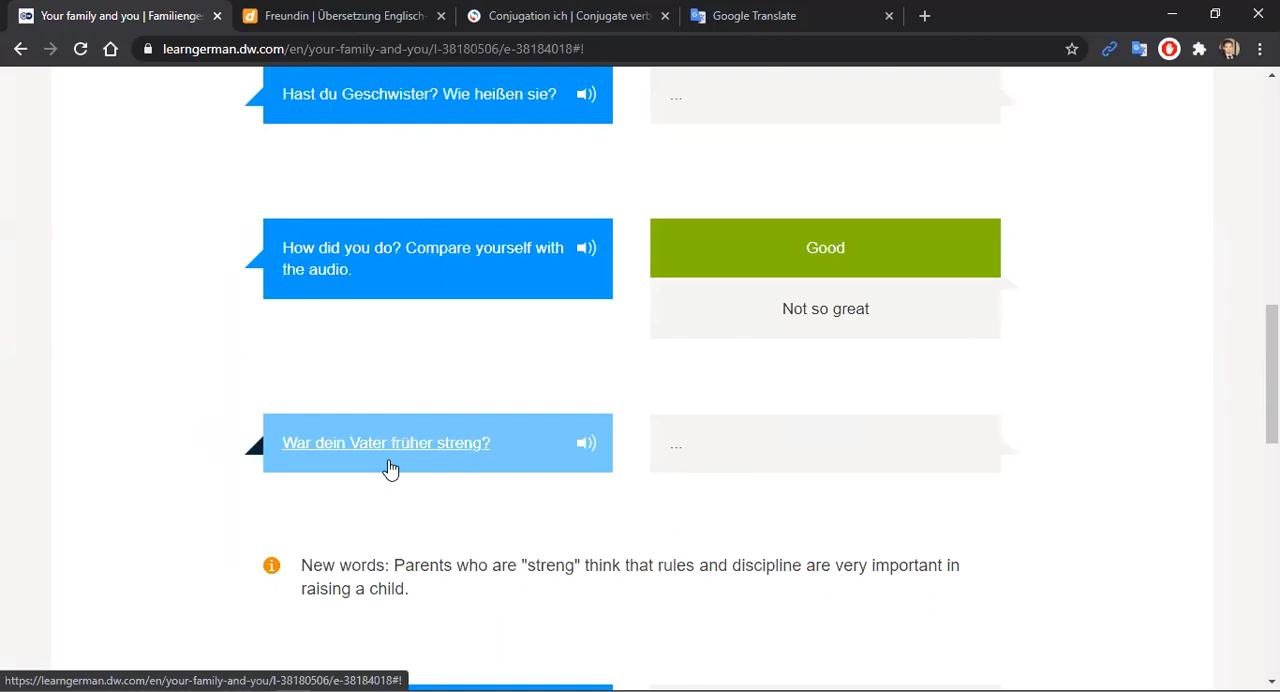 Your family and you | Familienge
Freundin | Übersetzung Englisch-
Conjugation ich | Conjugate verb
Google Translate
learngerman.dw.com/en/your-family-and-you/l-38180506/e-38184018#!
Hast du Geschwister? Wie heißen sie?
...
How did you do? Compare yourself with
the audio.
Good
Not so great
War dein Vater früher streng?
...
New words: Parents who are "streng" think that rules and discipline are very important in
raising a child.
https://learngerman.dw.com/en/your-family-and-you/l-38180506/e-38184018#!